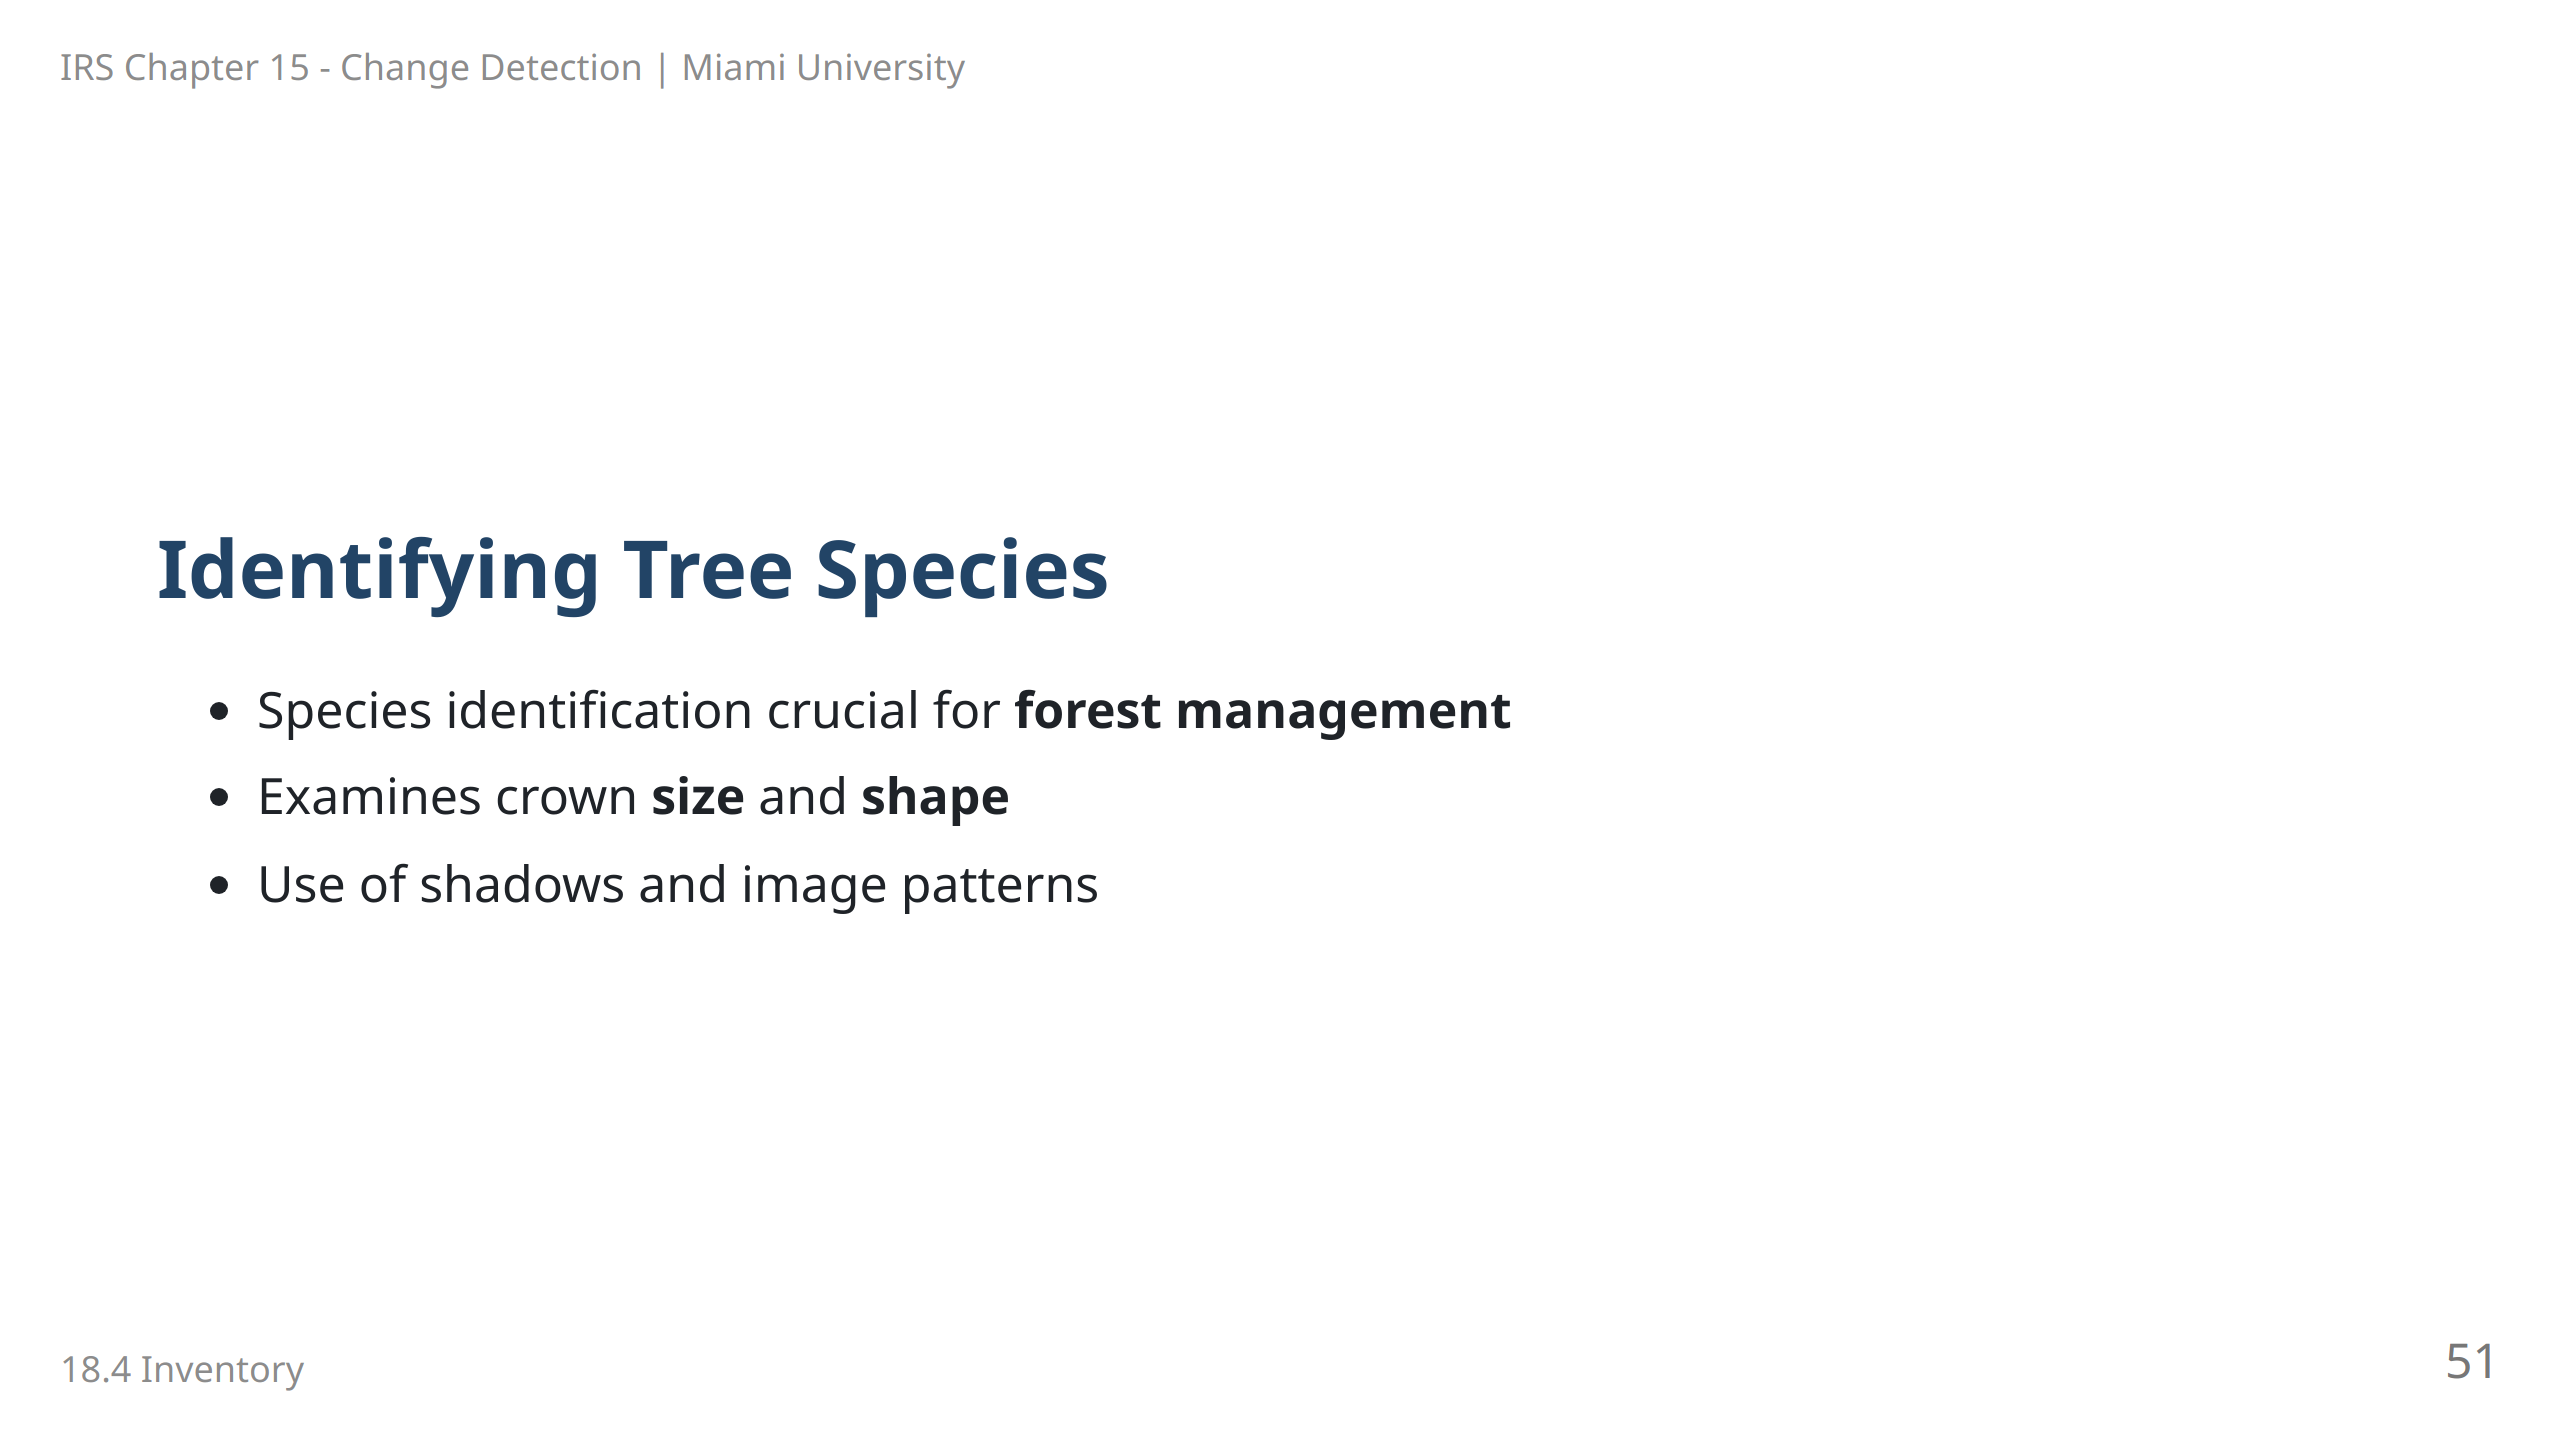 IRS Chapter 15 - Change Detection | Miami University
Identifying Tree Species
• Species identification crucial for forest management
• Examines crown size and shape
• Use of shadows and image patterns
18.4 Inventory
51